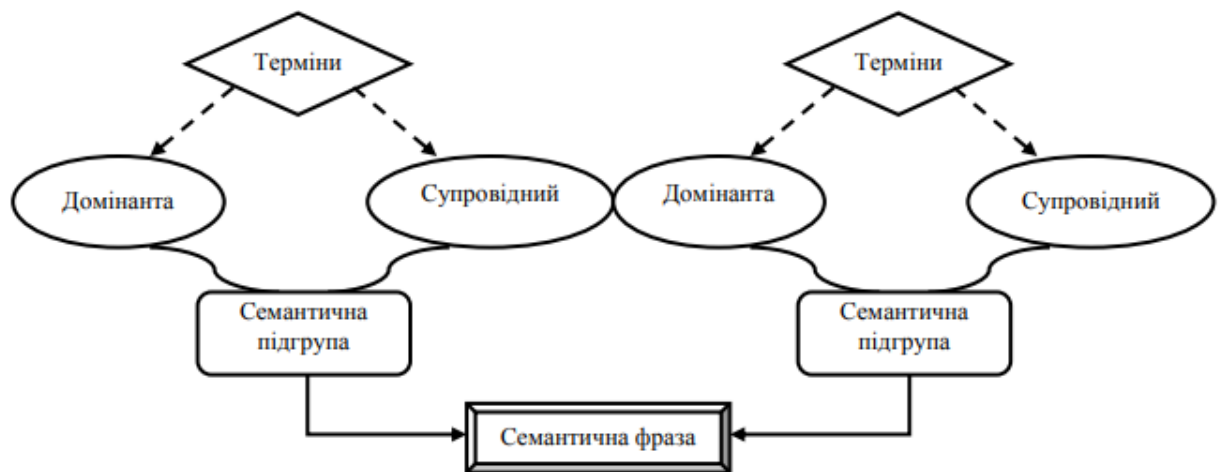 Терміни
Терміни
Домінанта
Супровідний
Домінанта
Супровідний
Семантична
підгрупа
Семантична
підгрупа
Семантична фраза